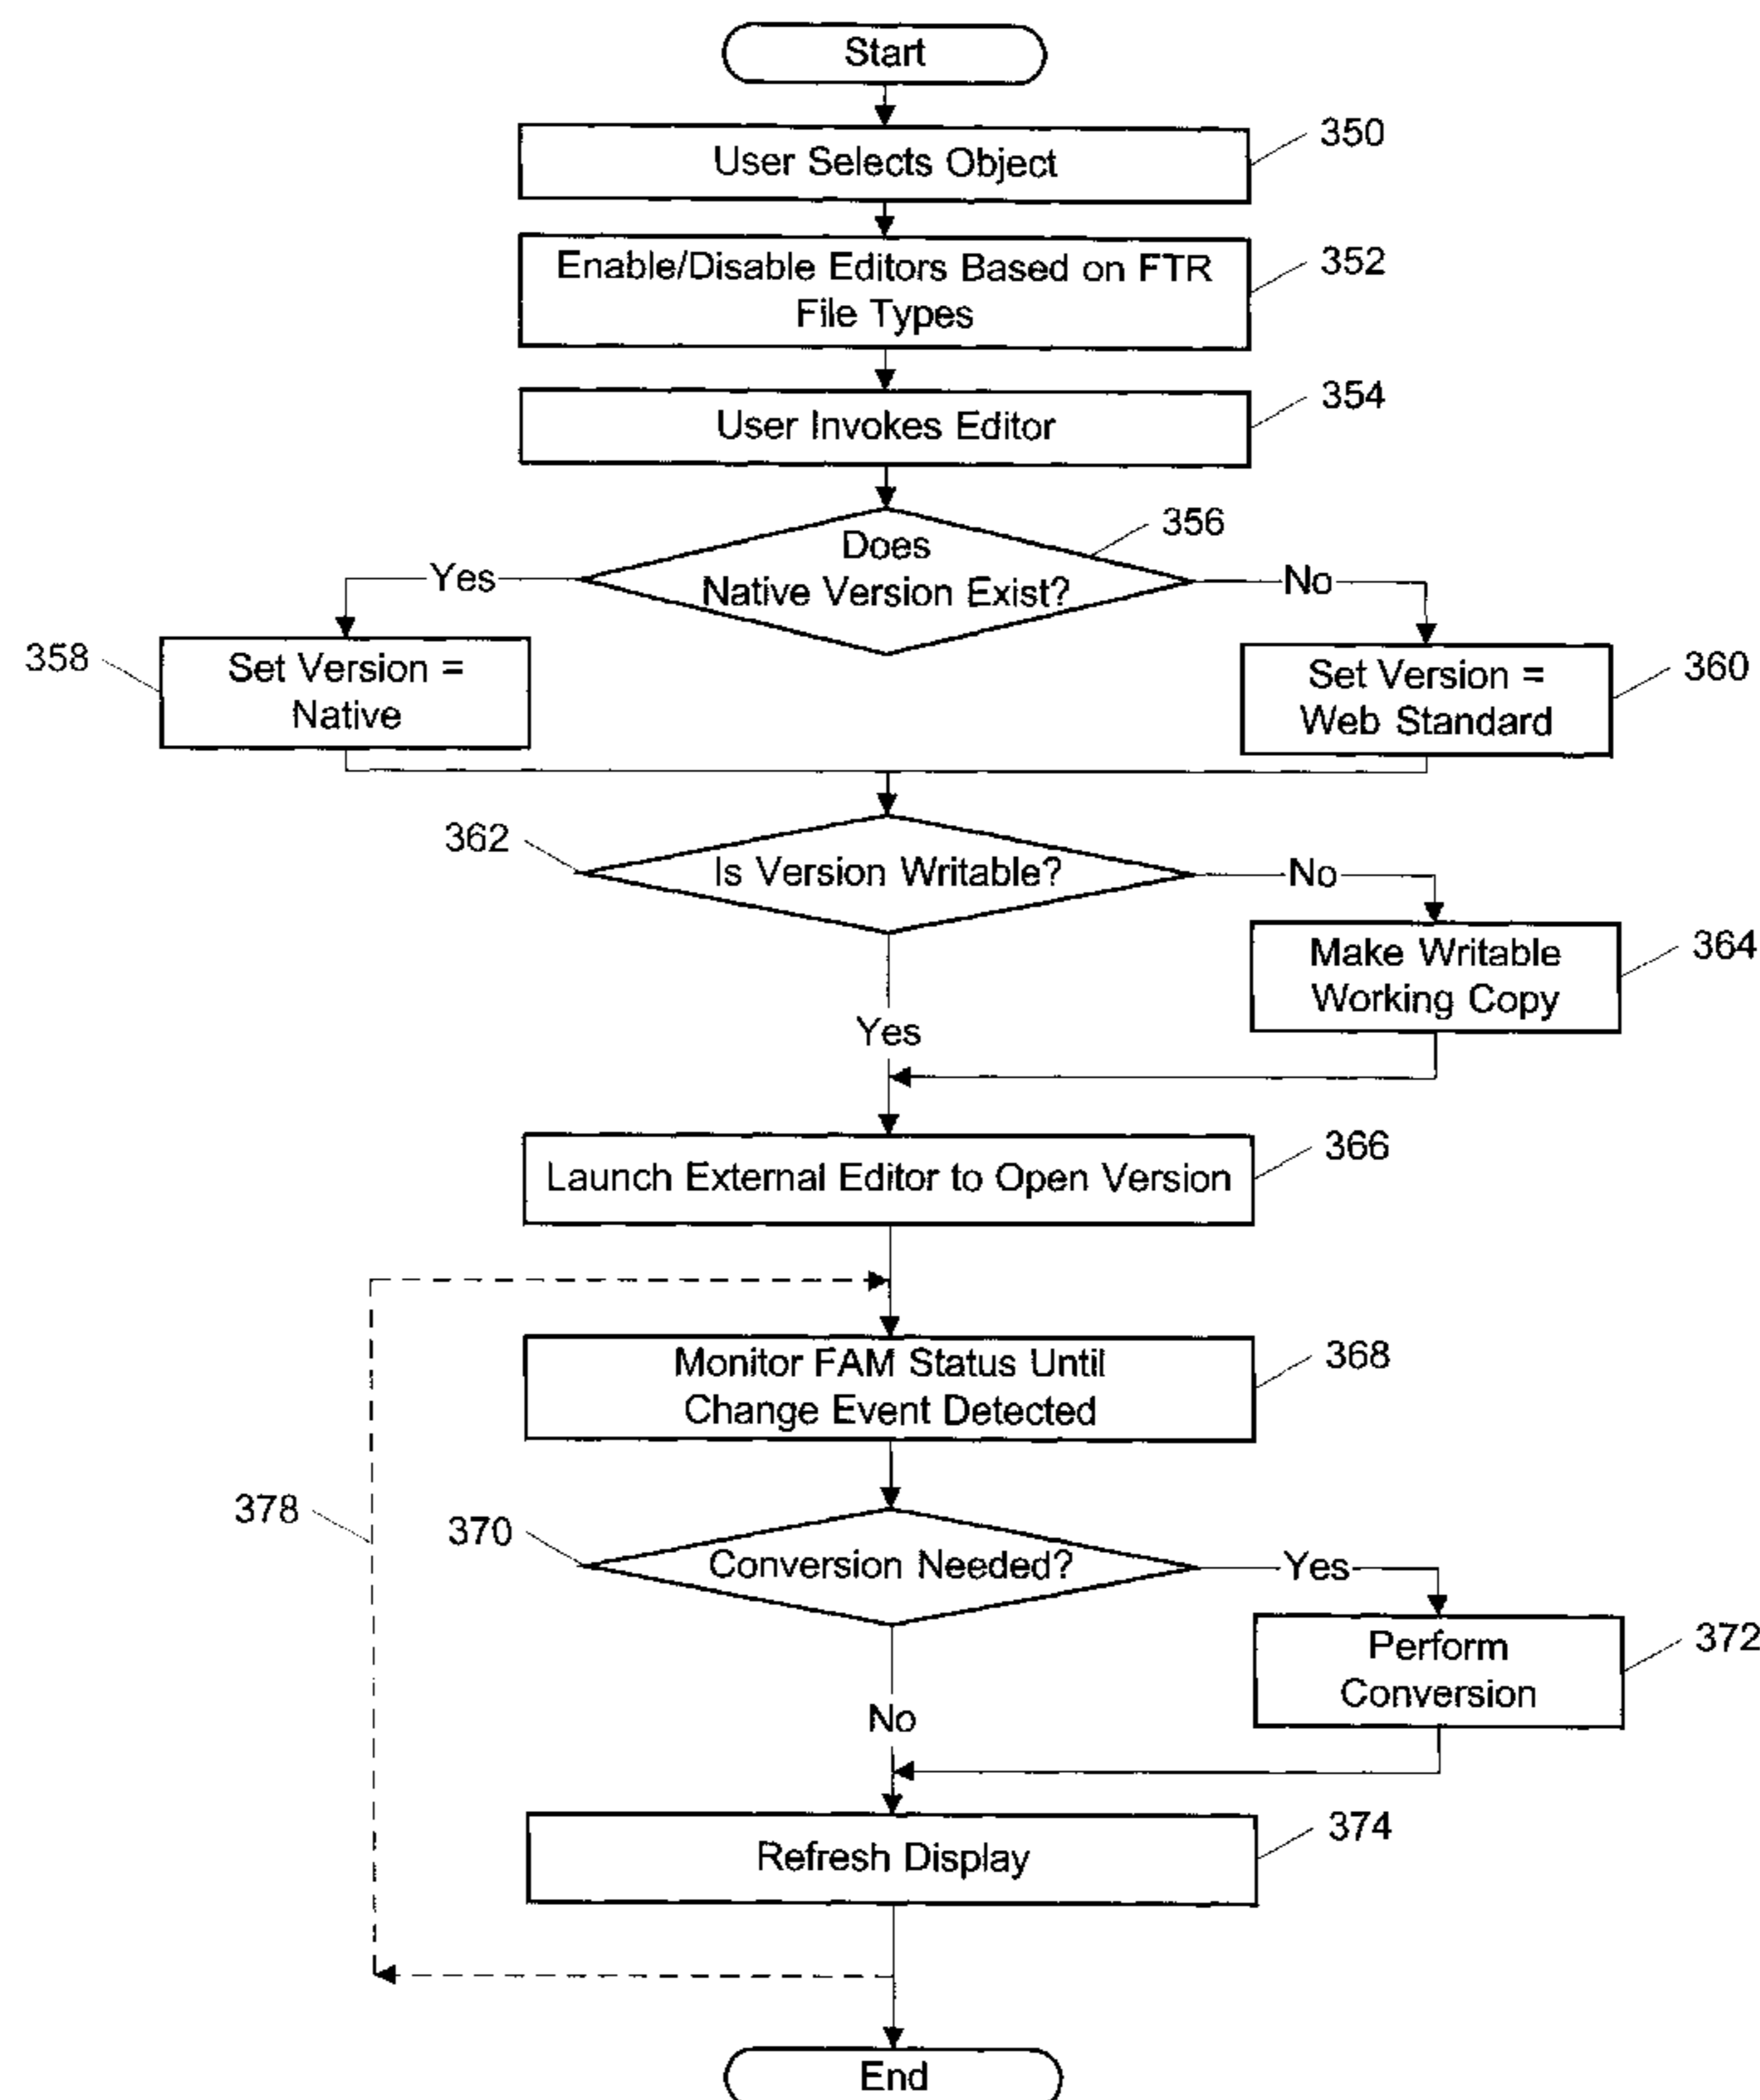 Start
350
User Selects Object
352
Enable/Disable Editors Based on FTR
File Types
354
User Invokes Editor
356
Does
Native Version Exist?
Yes
No
358
Set Version =
Native
360
Set Version =
Web Standard
362
Is Version Writable?
No
364
Make Writable
Working Copy
Yes
366
Launch External Editor to Open Version
368
Monitor FAM Status Until
Change Event Detected
378
370
Conversion Needed?
Yes
372
Perform
Conversion
No
374
Refresh Display
End